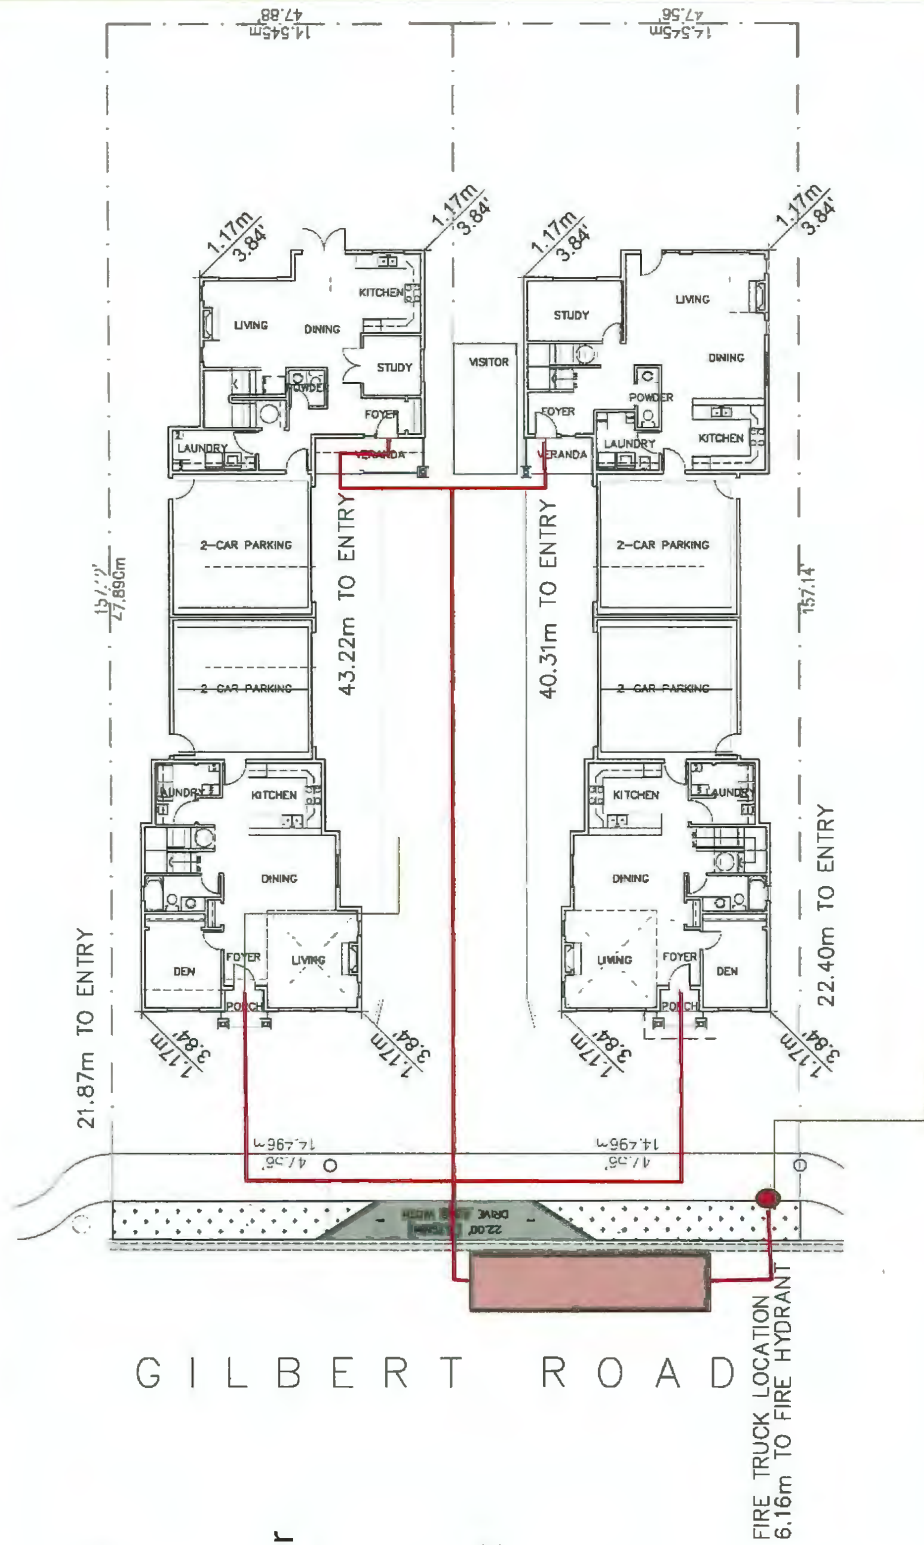 47.88'
14.545m
47.56'
14.545m
1.17m
3.84'
1.17m
3.84'
1.17m
3.84'
1.17m
3.84'
KITCHEN
LIVING
DINING
STUDY
POWDER
FOYER
LAUNDRY
VERANDA
VISITOR
STUDY
LIVING
DINING
POWDER
FOYER
LAUNDRY
KITCHEN
VERANDA
2-CAR PARKING
2-CAR PARKING
47.890m
157.14'
43.22m TO ENTRY
40.31m TO ENTRY
2-CAR PARKING
2-CAR PARKING
LAUNDRY
KITCHEN
DINING
DEN
FOYER
LIVING
PORCH
KITCHEN
LAUNDRY
DINING
LIVING
FOYER
DEN
PORCH
21.87m TO ENTRY
22.40m TO ENTRY
1.17m
3.84'
1.17m
3.84'
1.17m
3.84'
1.17m
3.84'
14.496m
47.56'
14.496m
47.56'
22.00'
DRIVE
WIDTH
GILBERT ROAD
FIRE TRUCK LOCATION
6.16m TO FIRE HYDRANT
r